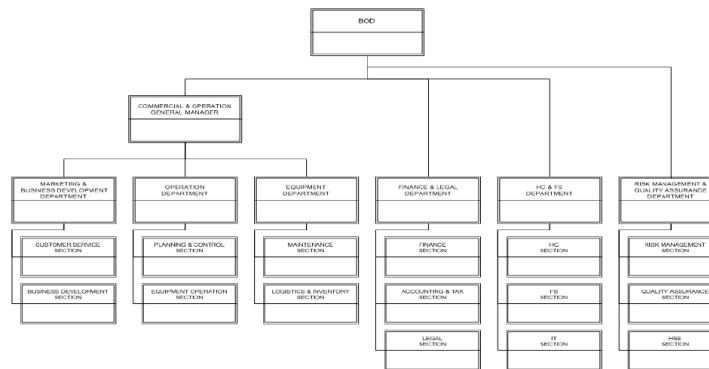 BOD
COMMERCIAL & OPERATION
GENERAL MANAGER
MARKETING &
BUSINESS DEVELOPMENT
DEPARTMENT
OPERATION
DEPARTMENT
EQUIPMENT
DEPARTMENT
FINANCE & LEGAL
DEPARTMENT
HC & FS
DEPARTMENT
RISK MANAGEMENT &
QUALITY ASSURANCE
DEPARTMENT
CUSTOMER SERVICE
SECTION
PLANNING & CONTROL
SECTION
MAINTENANCE
SECTION
FINANCE
SECTION
HC
SECTION
RISK MANAGEMENT
SECTION
BUSINESS DEVELOPMENT
SECTION
EQUIPMENT OPERATION
SECTION
LOGISTICS & INVENTORY
SECTION
ACCOUNTING & TAX
SECTION
FS
SECTION
QUALITY ASSURANCE
SECTION
LEGAL
SECTION
IT
SECTION
HSE
SECTION